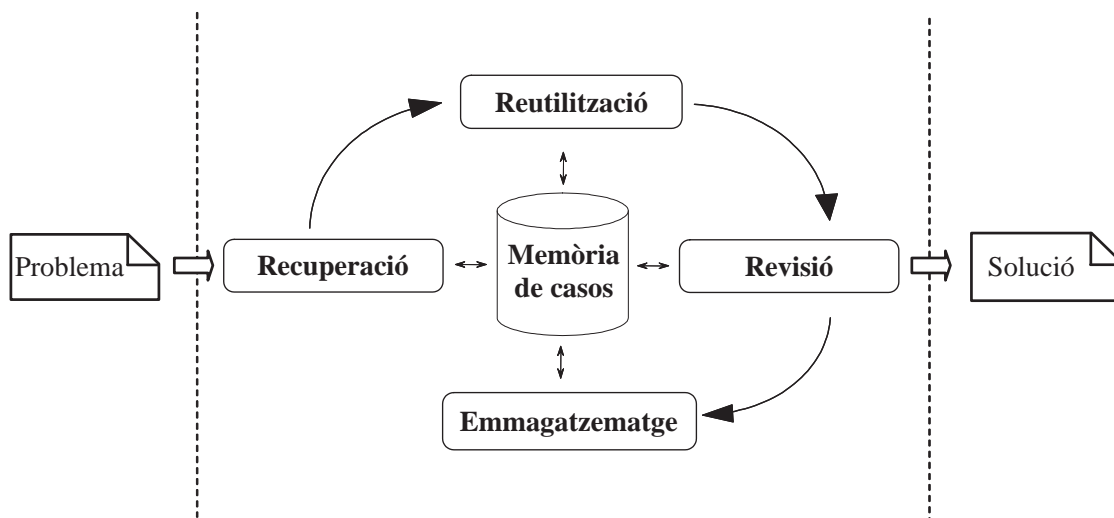 Reutilització
Problema
Recuperació
Memòria
de casos
Revisió
Solució
Emmagatzematge